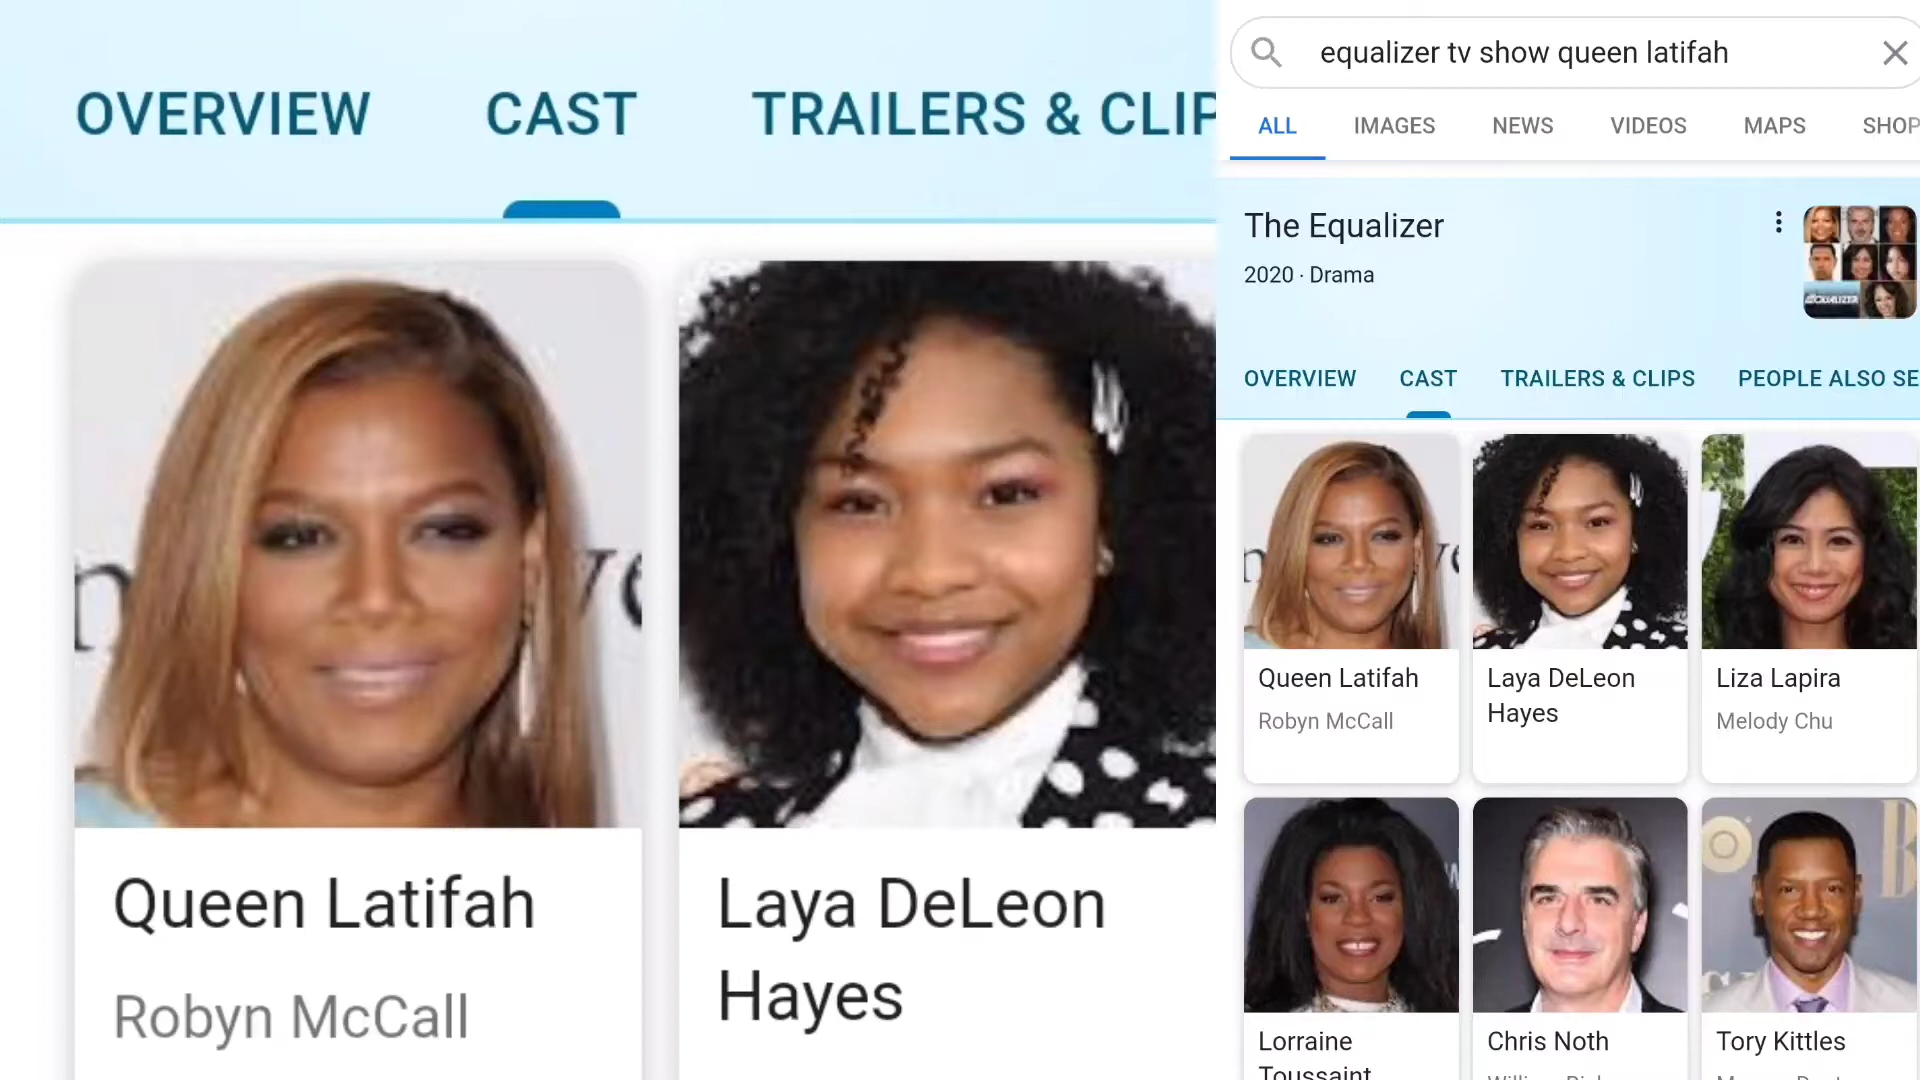 OVERVIEW CAST TRAILERS & CLIP
Queen Latifah
Robyn McCall
Laya DeLeon
Hayes
equalizer tv show queen latifah
ALL IMAGES NEWS VIDEOS MAPS SHOP
The Equalizer
2020 · Drama
OVERVIEW CAST TRAILERS & CLIPS PEOPLE ALSO SE
Queen Latifah
Robyn McCall
Laya DeLeon
Hayes
Liza Lapira
Melody Chu
Lorraine
Toussaint
Chris Noth
Tory Kittles